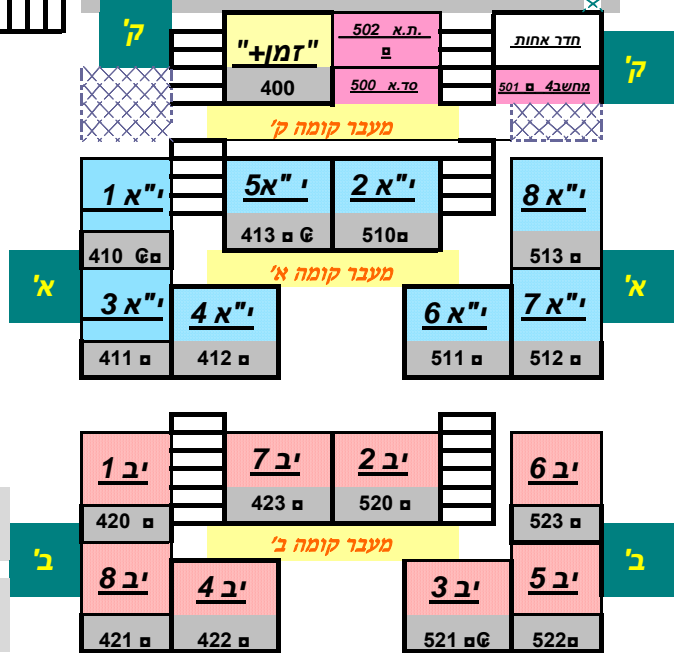 ק'
"זמן+"
400
ת.א. 502
¤
סד.א 500
חדר אחות
מחשב4 ¤ 501
ק'
מעבר קומה ק'
י"א 1
410 ₢¤
י"א 5
413 ¤ ₢
י"א 2
510¤
י"א 8
513 ¤
א'
מעבר קומה א'
א'
י"א 3
411 ¤
י"א 4
412 ¤
י"א 6
511 ¤
י"א 7
512 ¤
יב 1
420 ¤
יב 7
423 ¤
יב 2
520 ¤
יב 6
523 ¤
ב'
מעבר קומה ב'
ב'
יב 8
421 ¤
יב 4
422 ¤
יב 3
521 ¤₢
יב 5
522¤